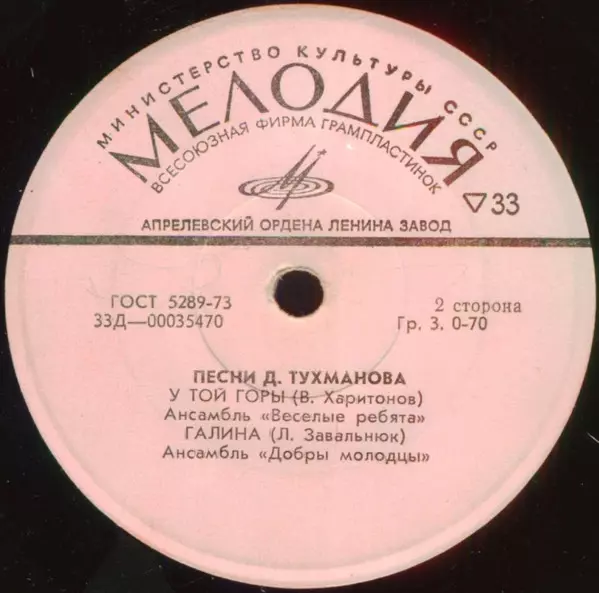 МИНИСТЕРСТВО КУЛЬТУРЫ СССР
МЕЛОДИЯ
ВСЕСОЮЗНАЯ ФИРМА ГРАМПЛАСТИНОК
▽33
АПРЕЛЕВСКИЙ ОРДЕНА ЛЕНИНА ЗАВОД
ГОСТ 5289-73
33Д—00035470
2 сторона
Гр. 3. 0-70
ПЕСНИ Д. ТУХМАНОВА
У ТОЙ ГОРЫ (В. Харитонов)
Ансамбль «Веселые ребята»
ГАЛИНА (Л. Завальнюк)
Ансамбль «Добры молодцы»